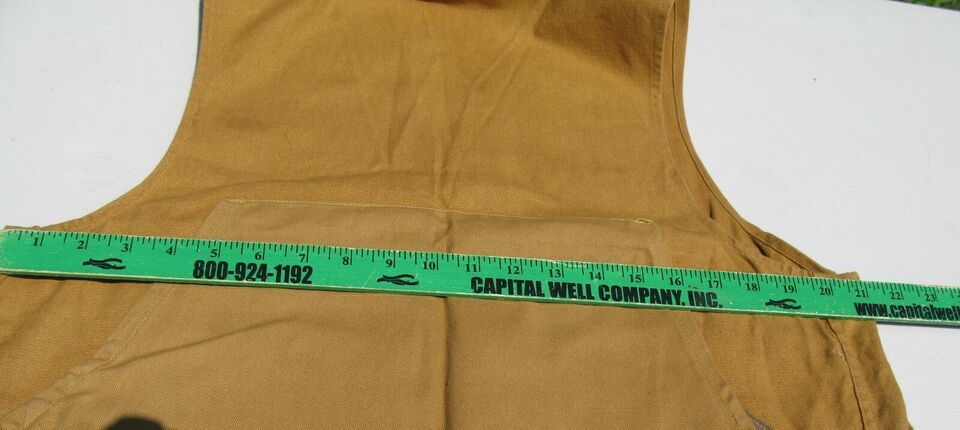 1 2 3 4 5 6 7 8 9 10 11 12 13 14 15 16 17 18 19 20 21 22 23
800-924-1192 CAPITAL WELL COMPANY, INC. www.capitalwell